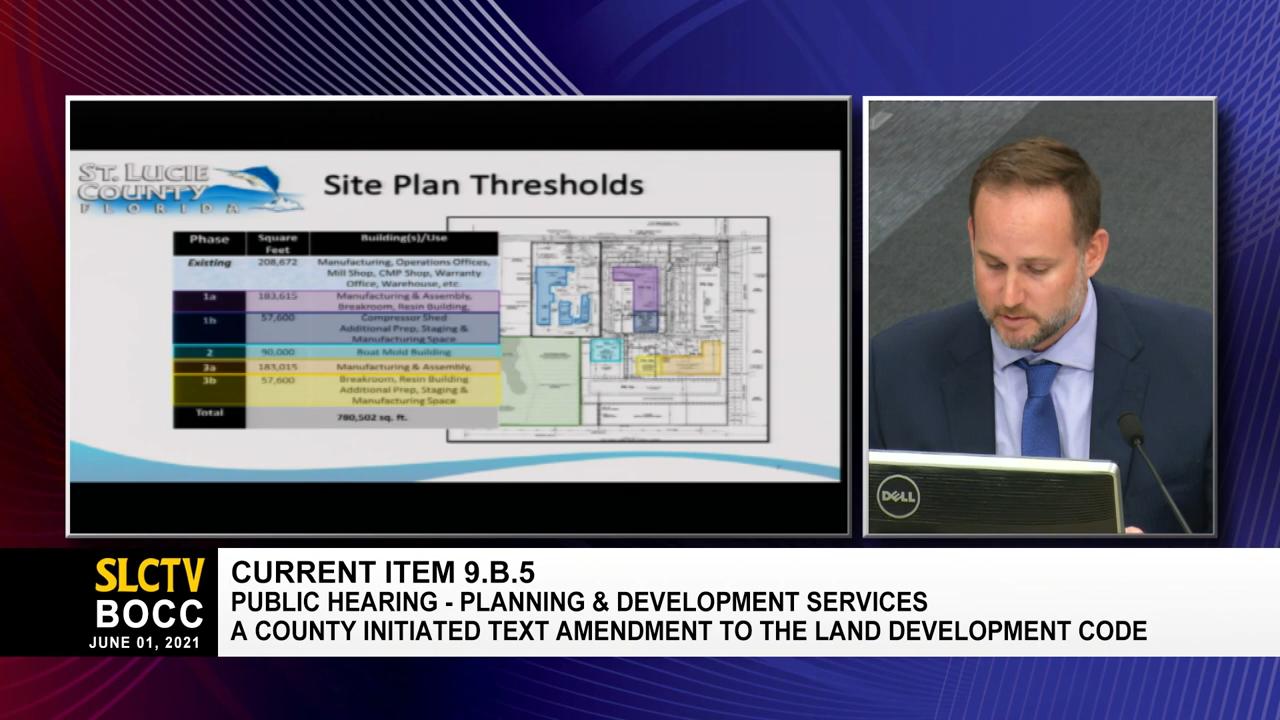 ST. LUCIE
COUNTY
FLORIDA
Site Plan Thresholds
Phase Square Feet Building(s)/Use
Existing 208,672 Manufacturing, Operations Offices,
Mill Shop, CMP Shop, Warranty
Office, Warehouse, etc.
1a 183,615 Manufacturing & Assembly,
Breakroom, Resin Building,
1b 57,600 Compressor Shed
Additional Prep, Staging &
Manufacturing Space
2 90,000 Boat Mold Building
3a 183,015 Manufacturing & Assembly,
3b 57,600 Breakroom, Resin Building
Additional Prep, Staging &
Manufacturing Space
Total 780,502 sq. ft.
DELL
SLCTV
BOCC
JUNE 01, 2021
CURRENT ITEM 9.B.5
PUBLIC HEARING - PLANNING & DEVELOPMENT SERVICES
A COUNTY INITIATED TEXT AMENDMENT TO THE LAND DEVELOPMENT CODE